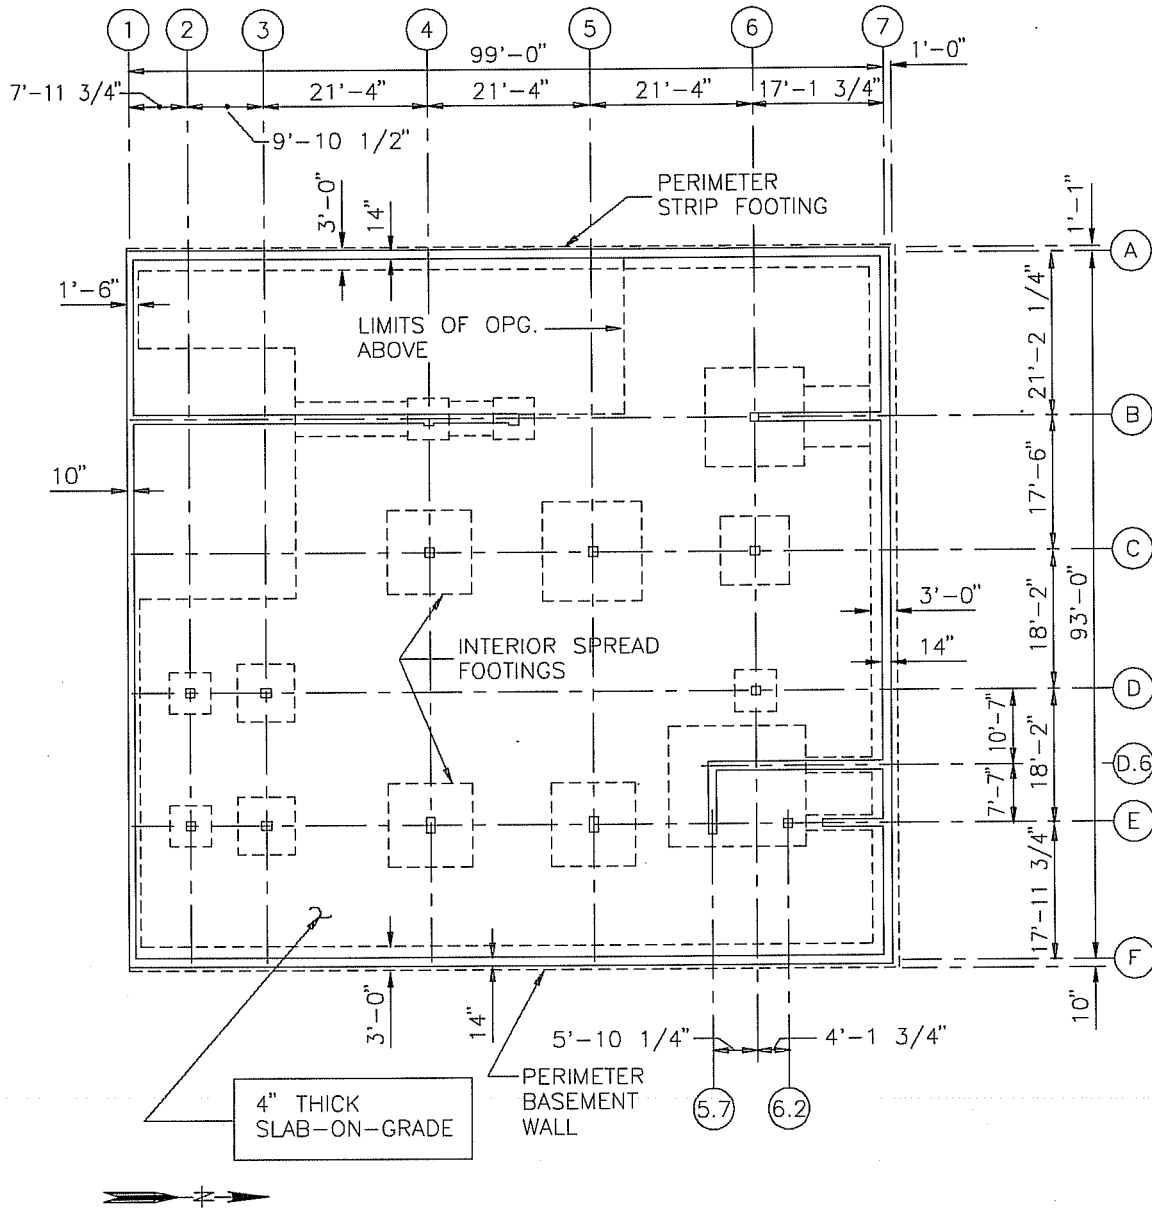 1 2 3 4 5 6 7
99'-0"
1'-0"
7'-11 3/4"
21'-4" 21'-4" 21'-4" 17'-1 3/4"
9'-10 1/2"
PERIMETER
STRIP FOOTING
3'-0"
14"
1'-1"
A
1'-6"
LIMITS OF OPG.
ABOVE
21'-2 1/4"
B
10"
17'-6"
C
3'-0"
18'-2"
93'-0"
INTERIOR SPREAD
FOOTINGS
14"
D
10'-7"
18'-2"
D.6
7'-7"
E
17'-11 3/4"
F
3'-0"
14"
10"
5'-10 1/4"
4'-1 3/4"
PERIMETER
BASEMENT
WALL
5.7
6.2
4" THICK
SLAB-ON-GRADE
N